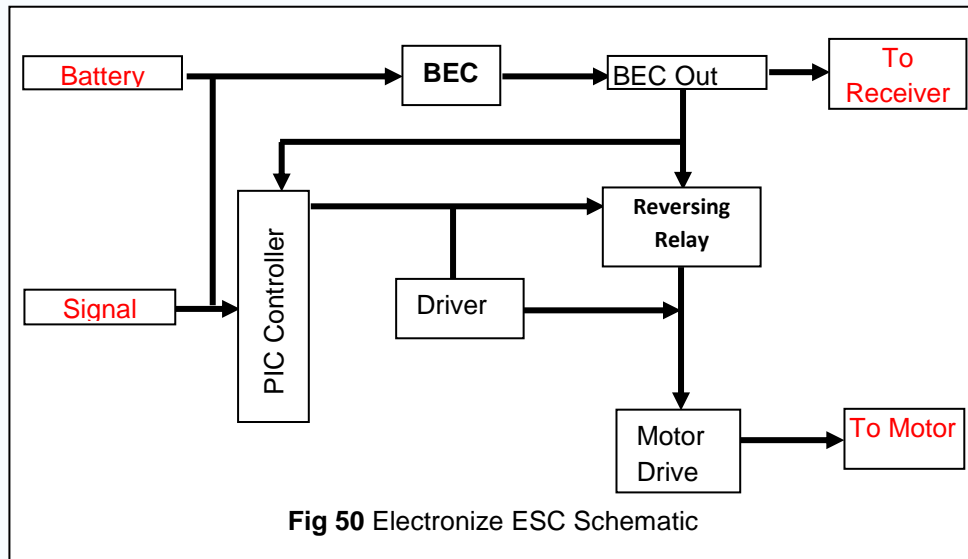 Battery
BEC
BEC Out
To
Receiver
PIC Controller
Reversing
Relay
Signal
Driver
Motor
Drive
To Motor
Fig 50 Electronize ESC Schematic